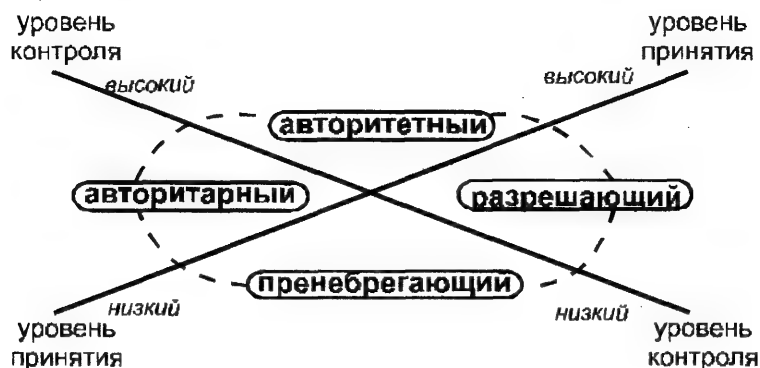 уровень
контроля
уровень
принятия
высокий
высокий
авторитетный
авторитарный
разрешающий
пренебрегающий
низкий
низкий
уровень
принятия
уровень
контроля